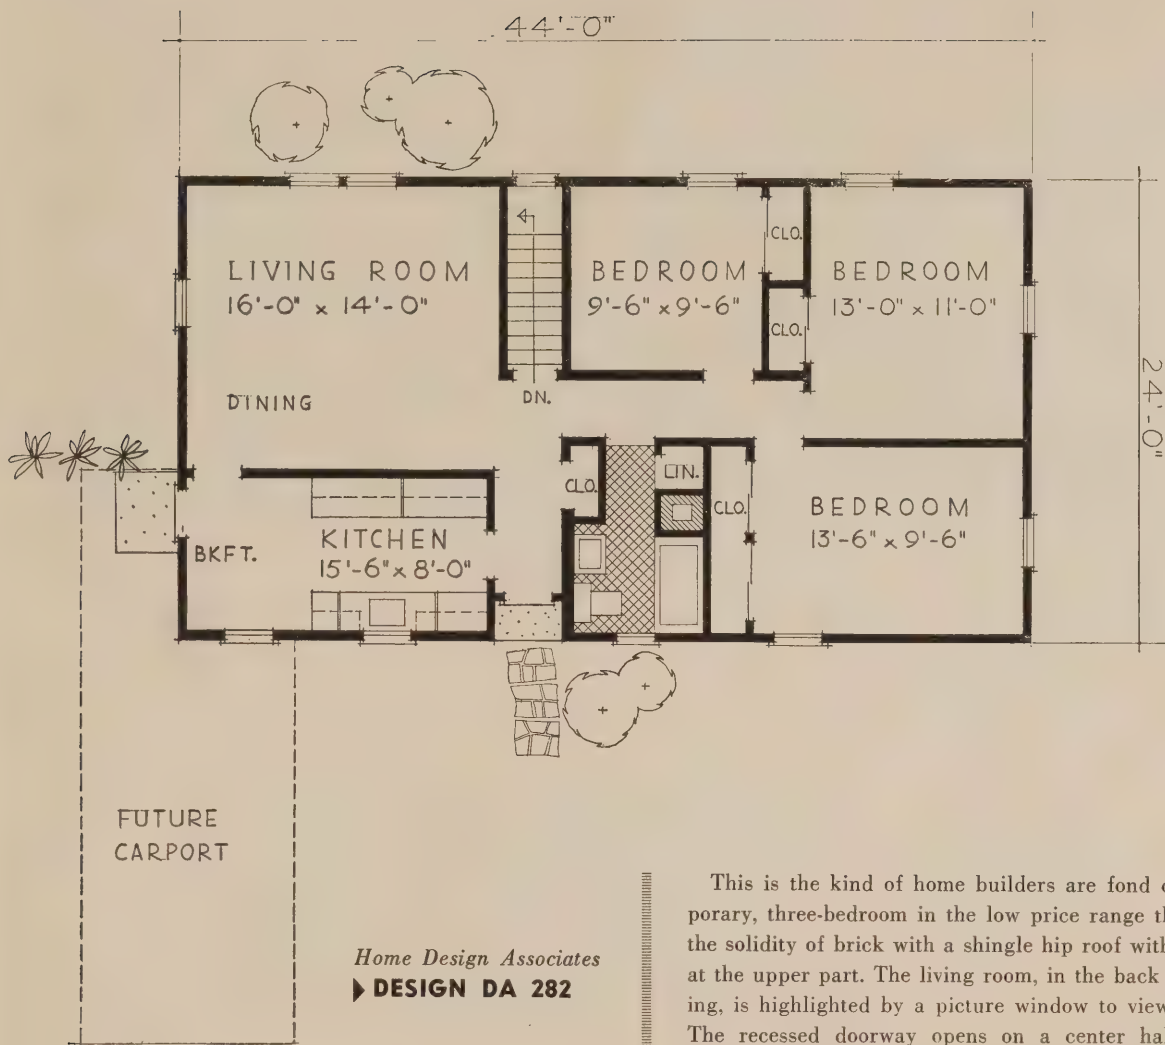 44'-0"
LIVING ROOM
16'-0" x 14'-0"
BEDROOM
9'-6" x 9'-6"
CLO.
CLO.
BEDROOM
13'-0" x 11'-0"
24'-0"
DINING
DN.
CLO.
LIN.
CLO.
BEDROOM
13'-6" x 9'-6"
BKFT.
KITCHEN
15'-6" x 8'-0"
FUTURE
CARPORT
Home Design Associates
▶ DESIGN DA 282
This is the kind of home builders are fond
porary, three-bedroom in the low price range
the solidity of brick with a shingle hip roof with
at the upper part. The living room, in the back
ing, is highlighted by a picture window to view
The recessed doorway opens on a center